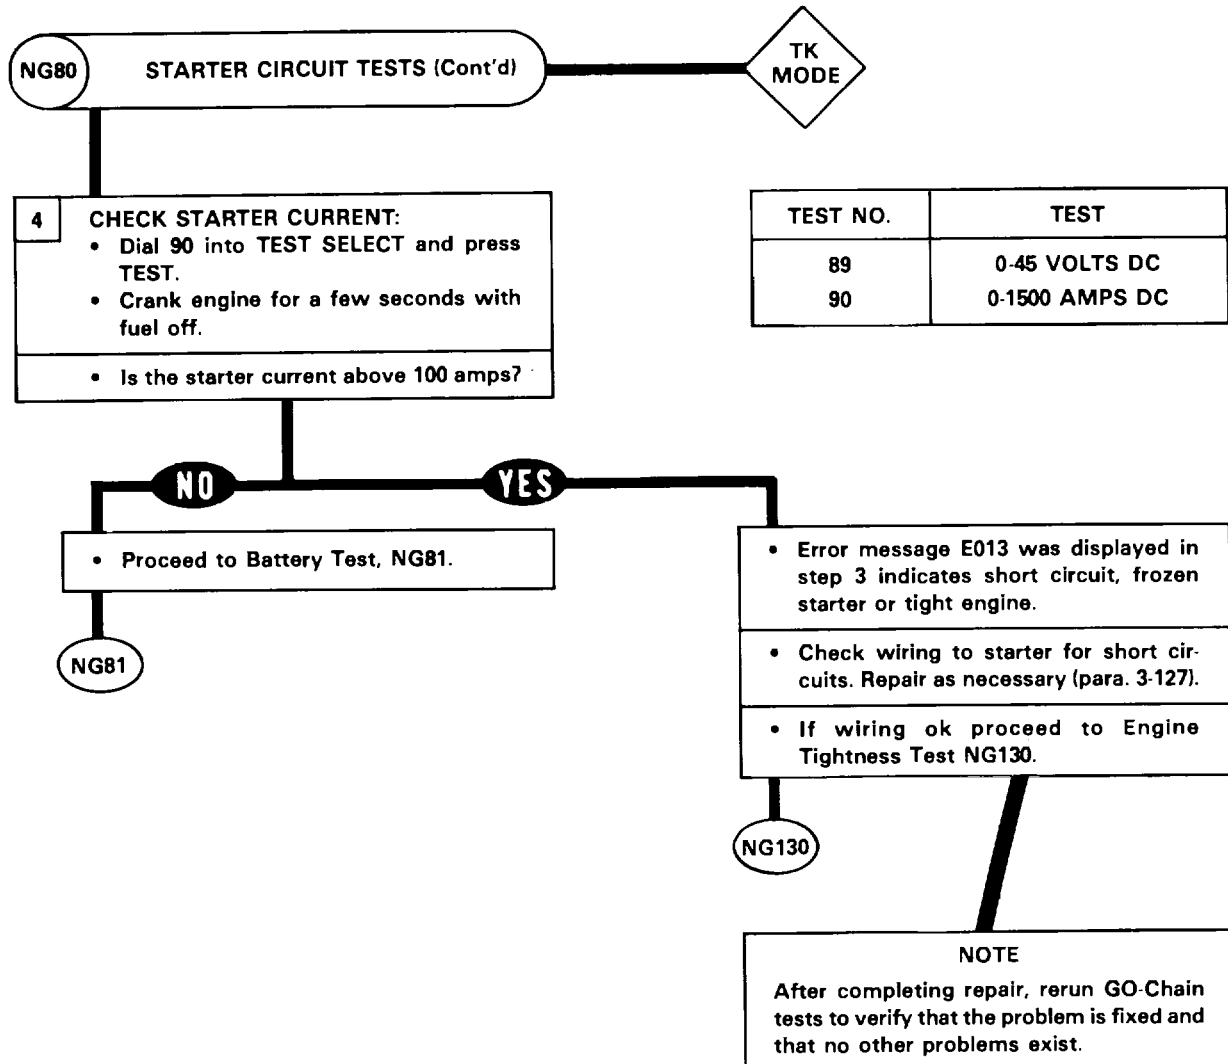 NG80
STARTER CIRCUIT TESTS (Cont'd)
TK
MODE
4
CHECK STARTER CURRENT:
• Dial 90 into TEST SELECT and press
TEST.
• Crank engine for a few seconds with
fuel off.
• Is the starter current above 100 amps?
TEST NO. TEST
89 0-45 VOLTS DC
90 0-1500 AMPS DC
NO
YES
• Proceed to Battery Test, NG81.
NG81
• Error message E013 was displayed in
step 3 indicates short circuit, frozen
starter or tight engine.
• Check wiring to starter for short cir-
cuits. Repair as necessary (para. 3-127).
• If wiring ok proceed to Engine
Tightness Test NG130.
NG130
NOTE
After completing repair, rerun GO-Chain
tests to verify that the problem is fixed and
that no other problems exist.